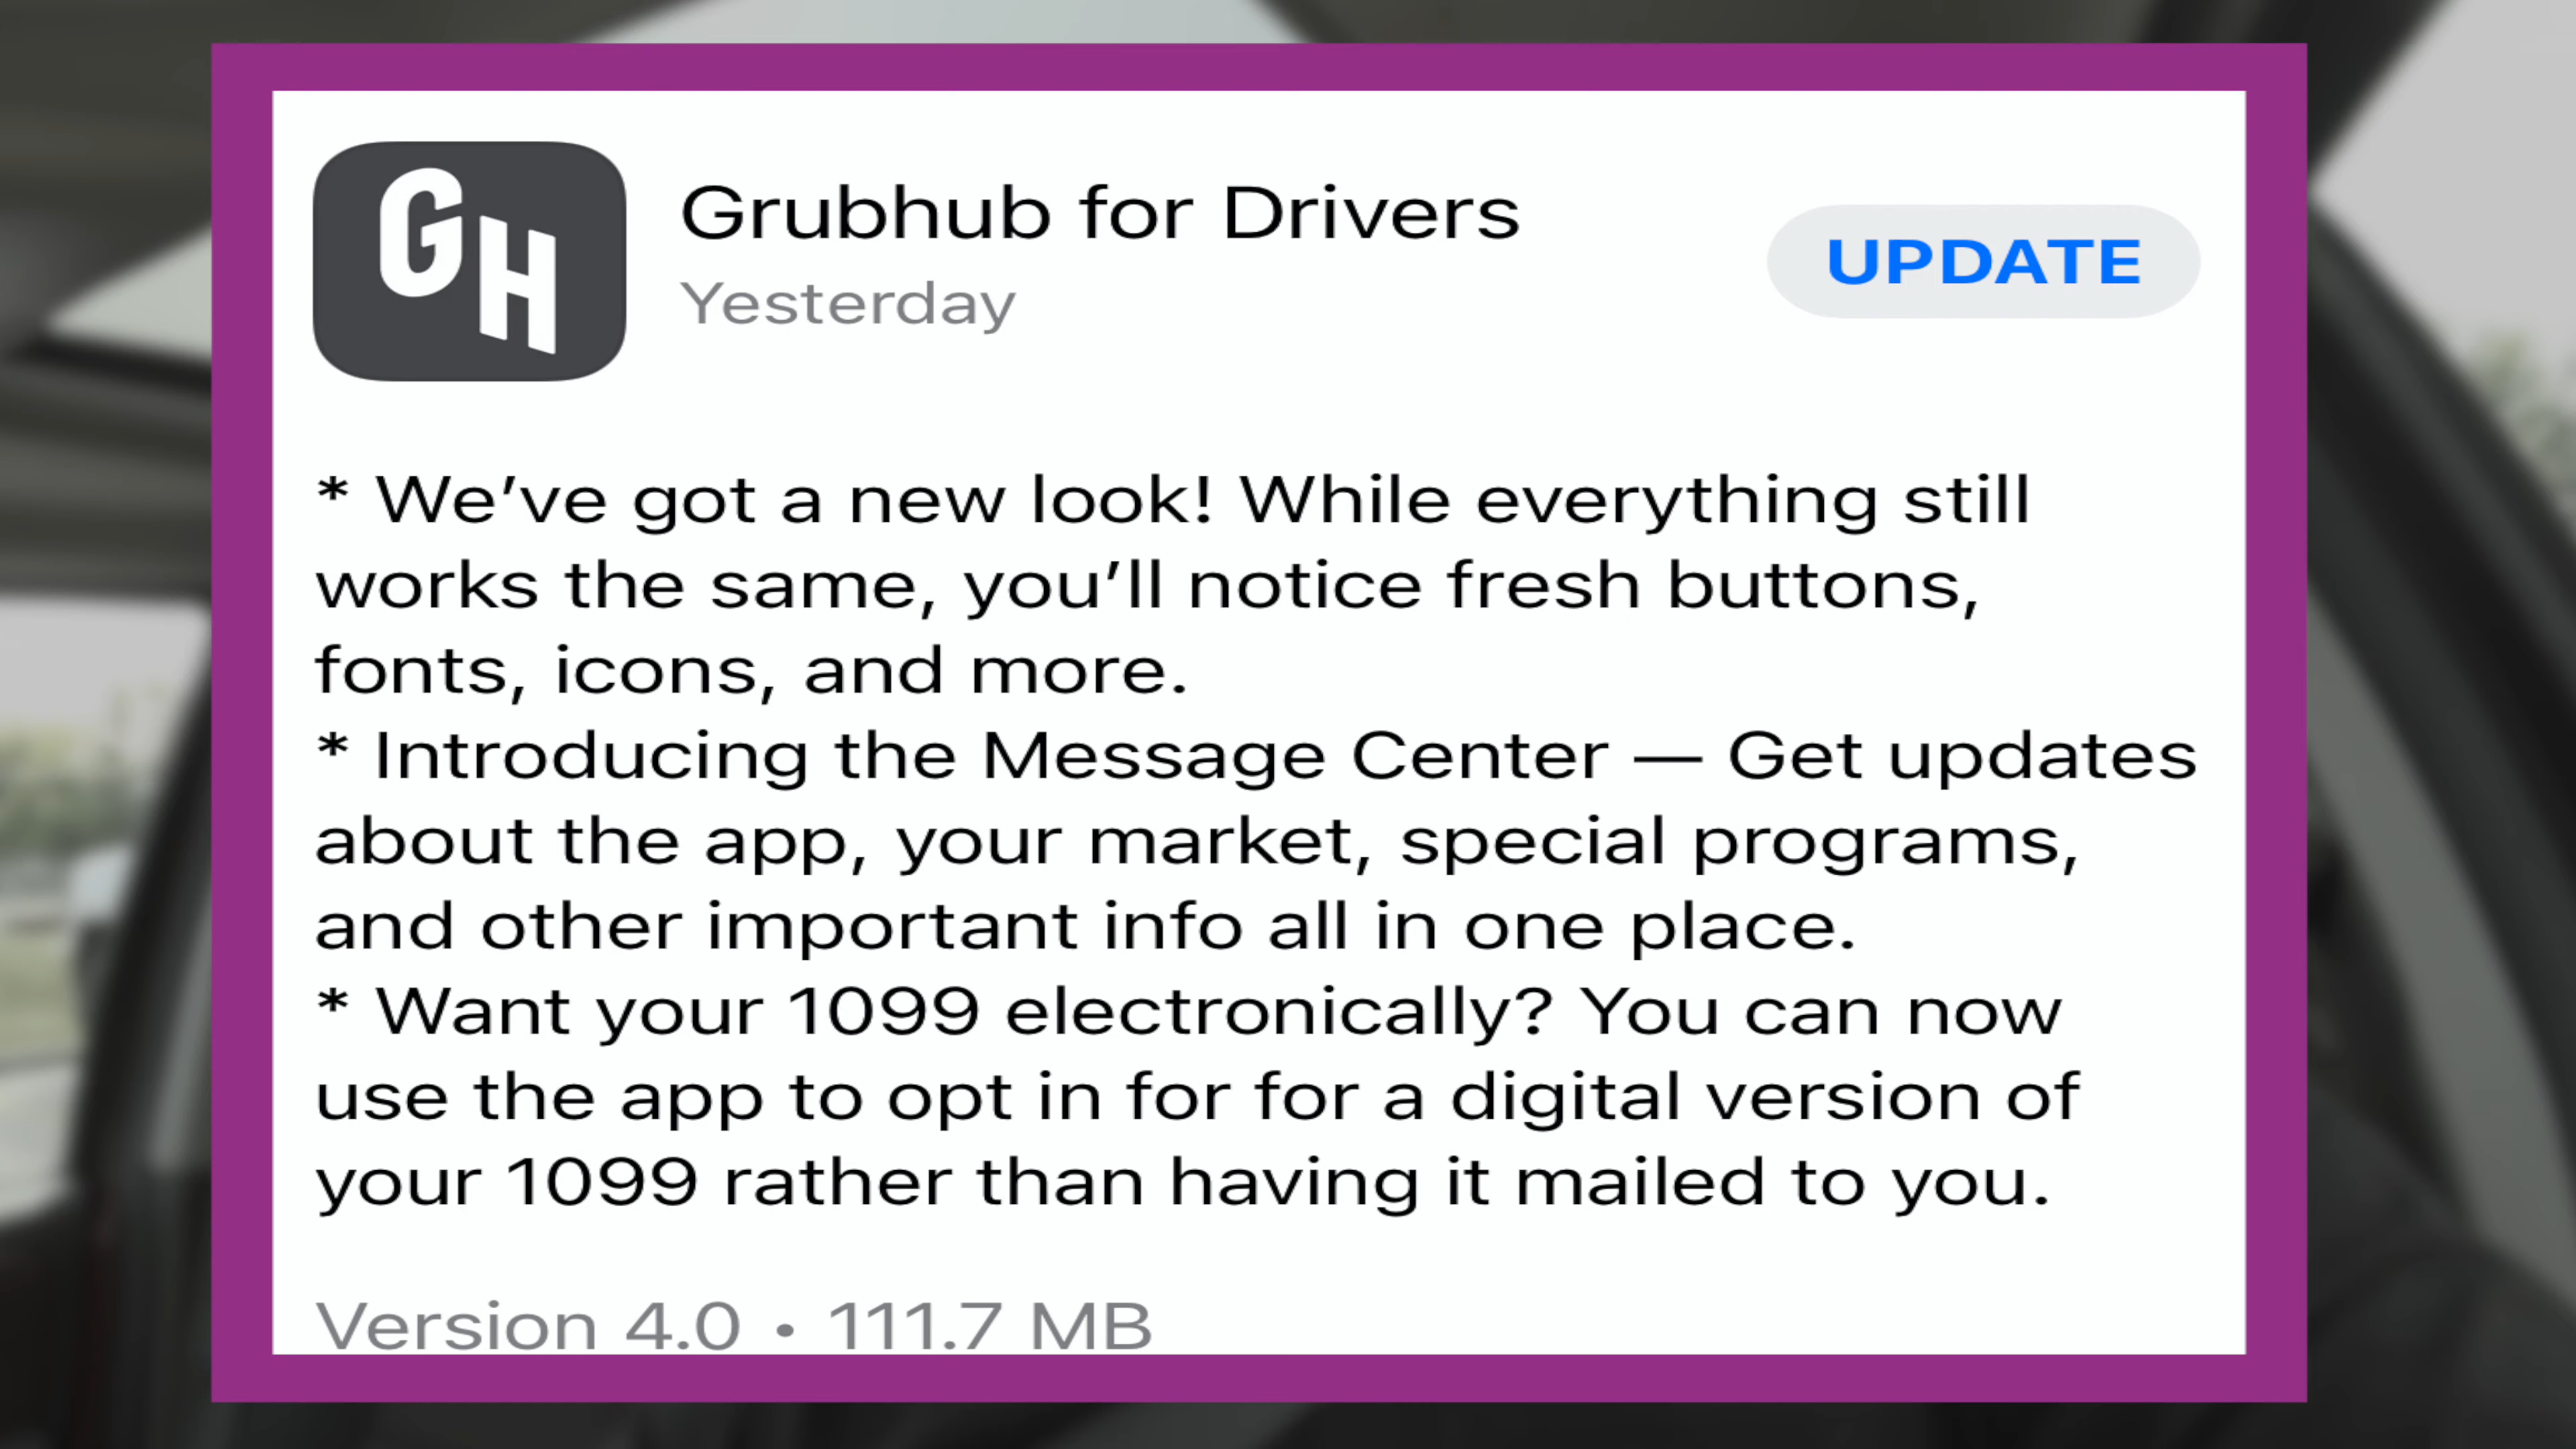 GH
Grubhub for Drivers
Yesterday
UPDATE
* We’ve got a new look! While everything still
works the same, you’ll notice fresh buttons,
fonts, icons, and more.
* Introducing the Message Center — Get updates
about the app, your market, special programs,
and other important info all in one place.
* Want your 1099 electronically? You can now
use the app to opt in for for a digital version of
your 1099 rather than having it mailed to you.
Version 4.0 • 111.7 MB